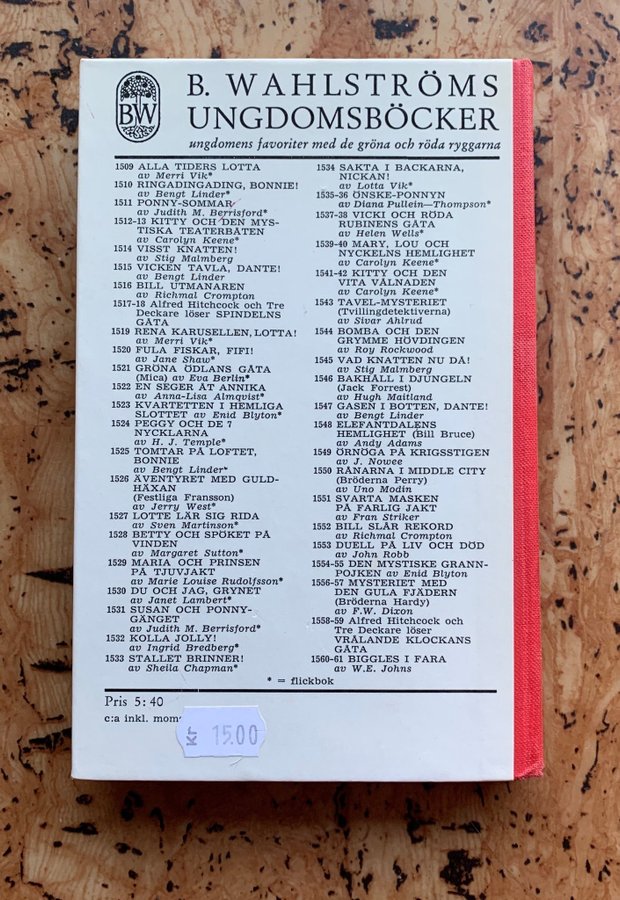 BW
B. WAHLSTRÖMS
UNGDOMSBÖCKER
ungdomens favoriter med de gröna och röda ryggarna
1509 ALLA TIDERS LOTTA
av Merri Vik*
1510 RINGADINGADING, BONNIE!
av Bengt Linder*
1511 PONNY-SOMMAR
av Judith M. Berrisford*
1512-13 KITTY OCH DEN MYS-
TISKA TEATERBÅTEN
av Carolyn Keene*
1514 VISST KNATTEN!
av Stig Malmberg
1515 VICKEN TAVLA, DANTE!
av Bengt Linder
1516 BILL UTMANAREN
av Richmal Crompton
1517-18 Alfred Hitchcock och Tre
Deckare löser SPINDELNS
GÅTA
1519 RENA KARUSELLEN, LOTTA!
av Merri Vik*
1520 FULA FISKAR, FIFI!
av Jane Shaw*
1521 GRÖNA ÖDLANS GÅTA
(Mica) av Eva Berlin*
1522 EN SEGER ÅT ANNIKA
av Anna-Lisa Almqvist*
1523 KVARTETTEN I HEMLIGA
SLOTTET av Enid Blyton*
1524 PEGGY OCH DE 7
NYCKLARNA
av H. J. Temple*
1525 TOMTAR PÅ LOFTET,
BONNIE
av Bengt Linder*
1526 ÄVENTYRET MED GULD-
HÄXAN
(Festliga Fransson)
av Jerry West*
1527 LOTTE LÄR SIG RIDA
av Sven Martinson*
1528 BETTY OCH SPÖKET PÅ
VINDEN
av Margaret Sutton*
1529 MARIA OCH PRINSEN
PÅ TJUVJAKT
av Marie Louise Rudolfsson*
1530 DU OCH JAG, GRYNET
av Janet Lambert*
1531 SUSAN OCH PONNY-
GÄNGET
av Judith M. Berrisford*
1532 KOLLA JOLLY!
av Ingrid Bredberg*
1533 STALLET BRINNER!
av Sheila Chapman*
1534 SAKTA I BACKARNA,
NICKAN!
av Lotta Vik*
1535-36 ÖNSKE-PONNYN
av Diana Pullein—Thompson*
1537-38 VICKI OCH RÖDA
RUBINENS GÅTA
av Helen Wells*
1539-40 MARY, LOU OCH
NYCKELNS HEMLIGHET
av Carolyn Keene*
1541-42 KITTY OCH DEN
VITA VÅLNADEN
av Carolyn Keene*
1543 TAVEL-MYSTERIET
(Tvillingdetektiverna)
av Sivar Ahlrud
1544 BOMBA OCH DEN
GRYMME HÖVDINGEN
av Roy Rockwood
1545 VAD KNATTEN NU DÅ!
av Stig Malmberg
1546 BAKHÅLL I DJUNGELN
(Jack Forrest)
av Hugh Maitland
1547 GASEN I BOTTEN, DANTE!
av Bengt Linder
1548 ELEFANTDALENS
HEMLIGHET (Bill Bruce)
av Andy Adams
1549 ÖRNÖGA PÅ KRIGSSTIGEN
av J. Nowee
1550 RÅNARNA I MIDDLE CITY
(Bröderna Perry)
av Uno Modin
1551 SVARTA MASKEN
PÅ FARLIG JAKT
av Fran Striker
1552 BILL SLÅR REKORD
av Richmal Crompton
1553 DUELL PÅ LIV OCH DÖD
av John Robb
1554-55 DEN MYSTISKE GRANN-
POJKEN av Enid Blyton
1556-57 MYSTERIET MED
DEN GULA FJÄDERN
(Bröderna Hardy)
av F.W. Dixon
1558-59 Alfred Hitchcock och
Tre Deckare löser
VRÅLANDE KLOCKANS
GÅTA
1560-61 BIGGLES I FARA
av W.E. Johns
* = flickbok
Pris 5:40
c:a inkl. moms
Kr 15.00